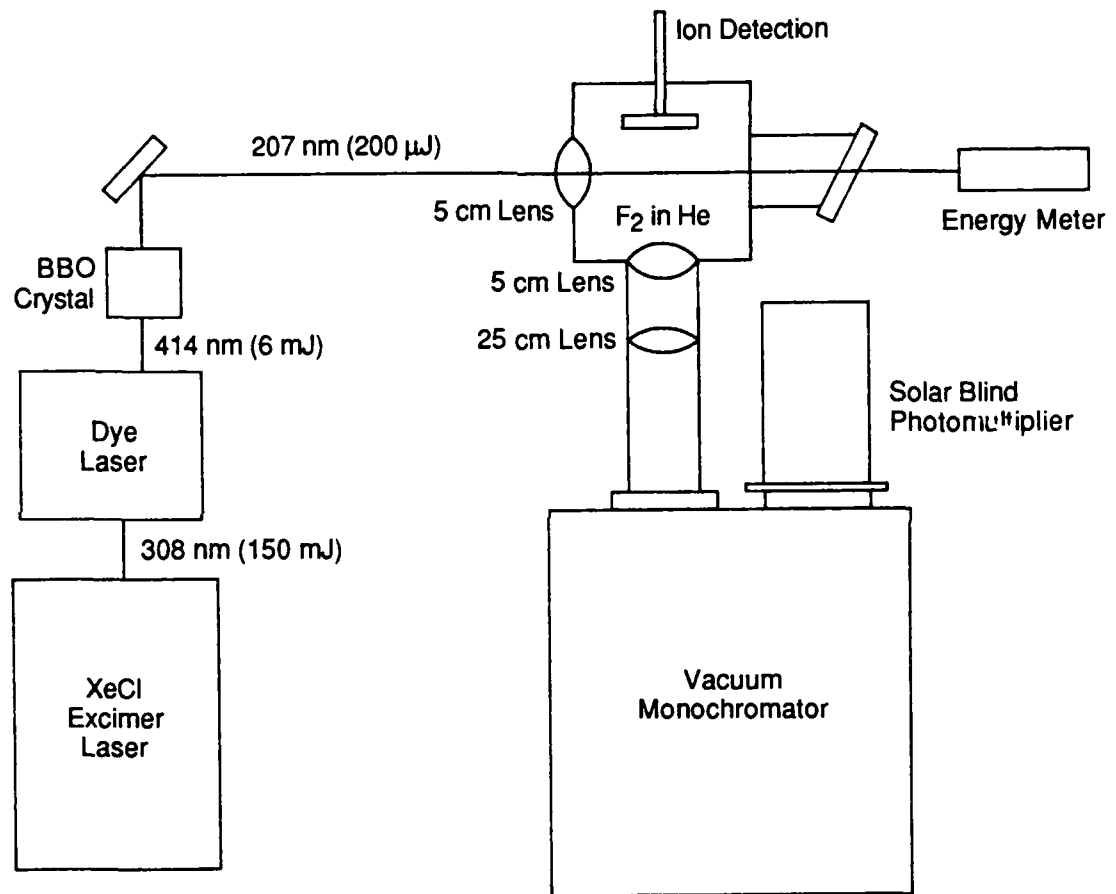 Ion Detection
207 nm (200 μJ)
5 cm Lens
F2 in He
Energy Meter
BBO
Crystal
5 cm Lens
25 cm Lens
414 nm (6 mJ)
Solar Blind
Photomultiplier
Dye
Laser
308 nm (150 mJ)
XeCl
Excimer
Laser
Vacuum
Monochromator